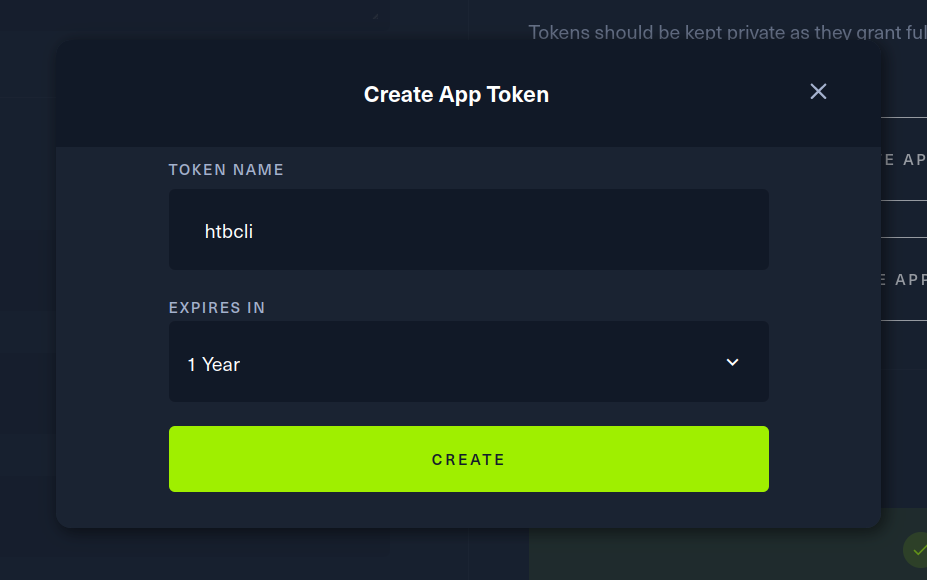 Tokens should be kept private as they grant ful
Create App Token
TOKEN NAME
E AP
htbcli
EXPIRES IN
E APP
1 Year
CREATE